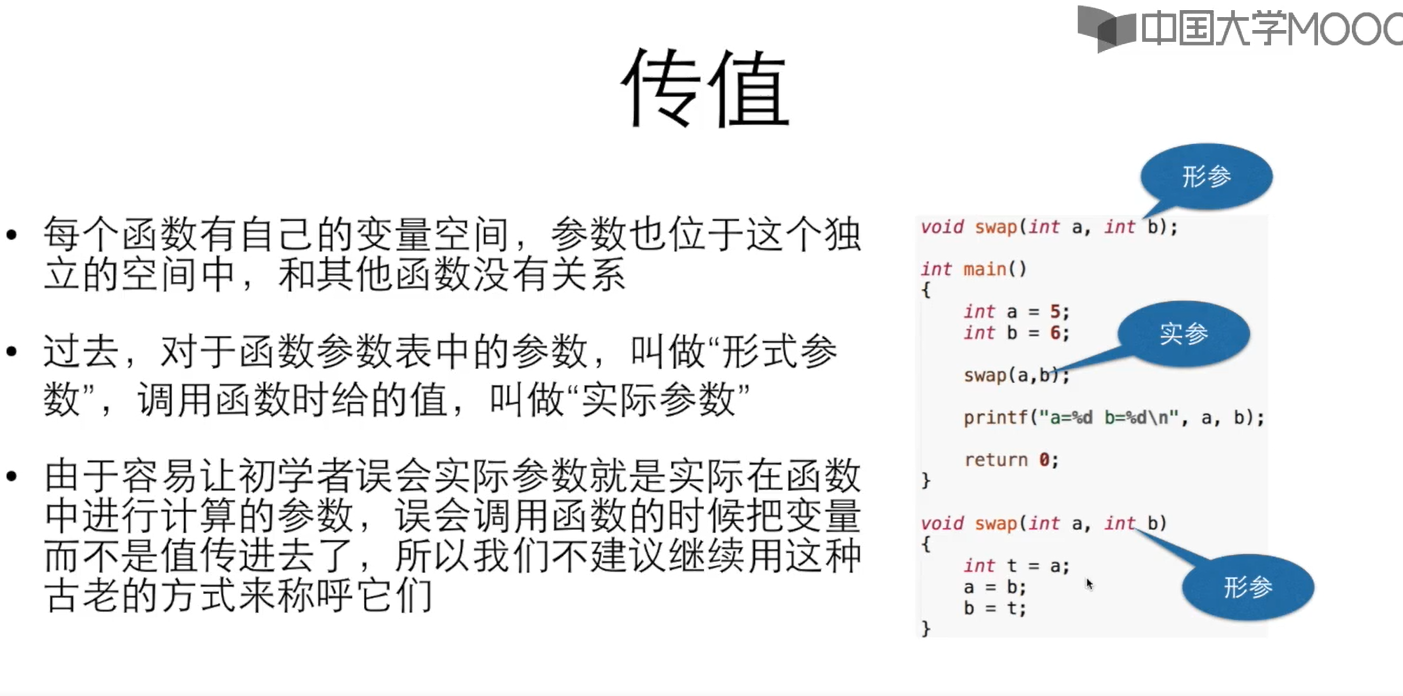 中国大学MOOC
传值
• 每个函数有自己的变量空间，参数也位于这个独
立的空间中，和其他函数没有关系
• 过去，对于函数参数表中的参数，叫做“形式参
数”，调用函数时给的值，叫做“实际参数”
• 由于容易让初学者误会实际参数就是实际在函数
中进行计算的参数，误会调用函数的时候把变量
而不是值传进去了，所以我们不建议继续用这种
古老的方式来称呼它们
形参
void swap(int a, int b);
int main()
{
int a = 5;
int b = 6;
实参
swap(a,b);
printf("a=%d b=%d\n", a, b);
return 0;
}
void swap(int a, int b)
{
int t = a;
a = b;
形参
b = t;
}